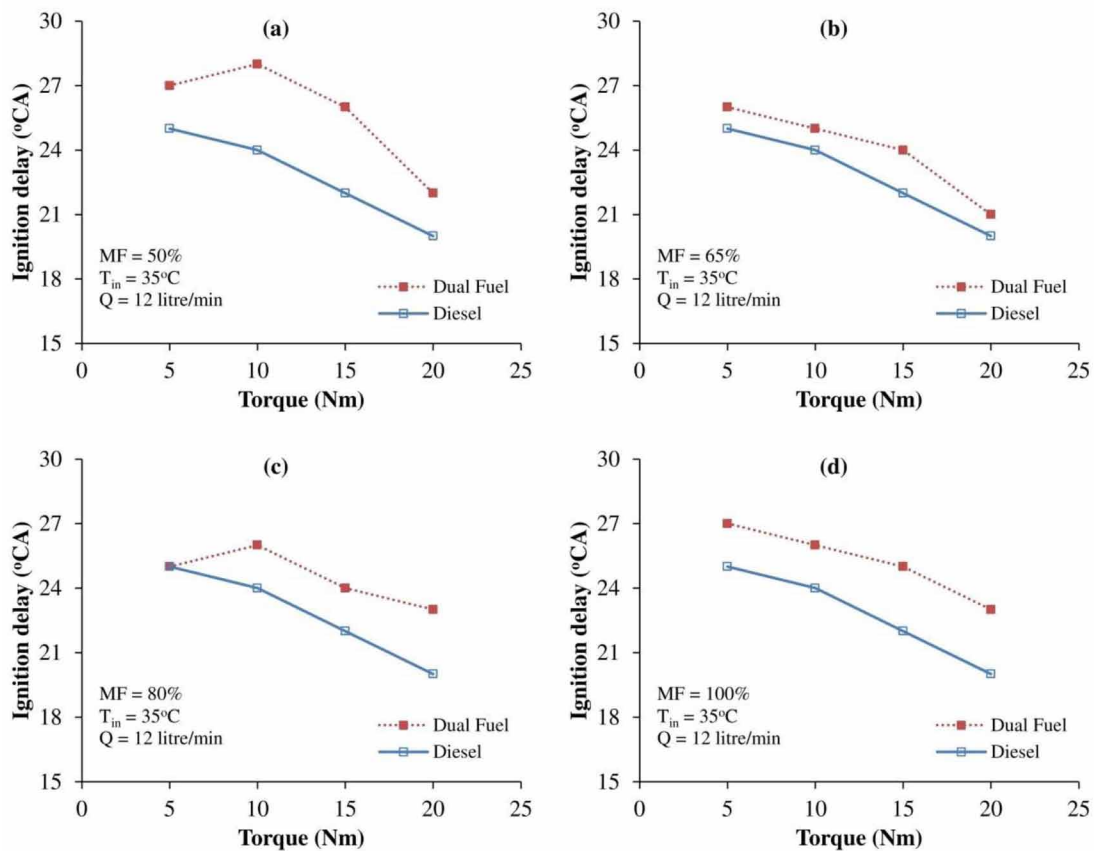 (a)
Ignition delay (°CA)
30
27
24
21
18
15
MF = 50%
T_in = 35°C
Q = 12 litre/min
Dual Fuel
Diesel
0 5 10 15 20 25
Torque (Nm)
(b)
Ignition delay (°CA)
30
27
24
21
18
15
MF = 65%
T_in = 35°C
Q = 12 litre/min
Dual Fuel
Diesel
0 5 10 15 20 25
Torque (Nm)
(c)
Ignition delay (°CA)
30
27
24
21
18
15
MF = 80%
T_in = 35°C
Q = 12 litre/min
Dual Fuel
Diesel
0 5 10 15 20 25
Torque (Nm)
(d)
Ignition delay (°CA)
30
27
24
21
18
15
MF = 100%
T_in = 35°C
Q = 12 litre/min
Dual Fuel
Diesel
0 5 10 15 20 25
Torque (Nm)